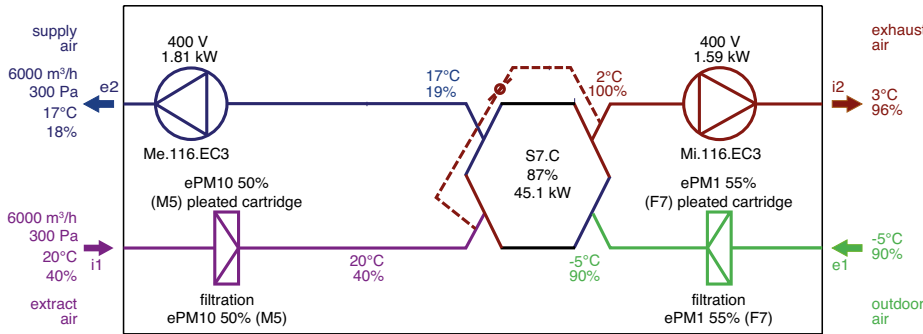 supply
air
6000 m³/h
300 Pa
17°C
18%
e2
400 V
1.81 kW
Me.116.EC3
17°C
19%
2°C
100%
400 V
1.59 kW
Mi.116.EC3
exhaust
air
i2
3°C
96%
S7.C
87%
45.1 kW
ePM10 50%
(M5) pleated cartridge
ePM1 55%
(F7) pleated cartridge
6000 m³/h
300 Pa
20°C
40%
i1
extract
air
20°C
40%
filtration
ePM10 50% (M5)
-5°C
90%
filtration
ePM1 55% (F7)
-5°C
90%
e1
outdoor
air